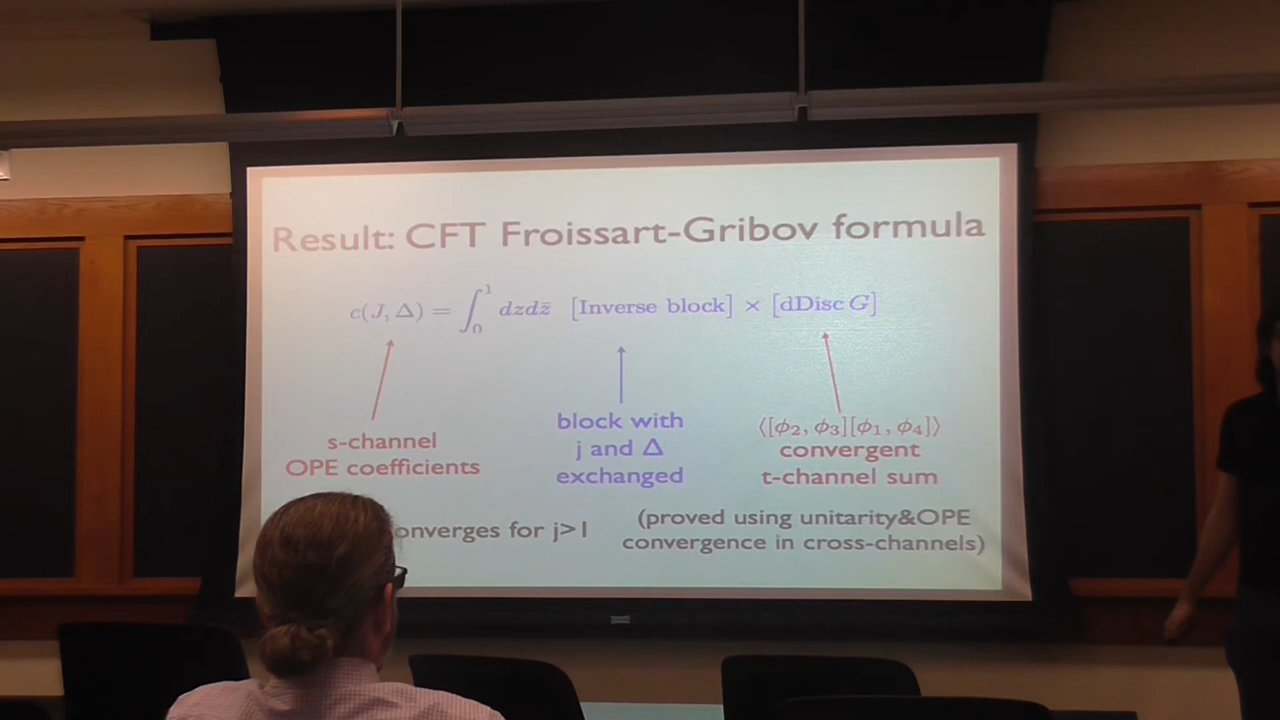 Result: CFT Froissart-Gribov formula
c(J, Δ) = ∫₀¹ dzdz̄ [Inverse block] × [dDisc G]
s-channel
OPE coefficients
block with
j and Δ
exchanged
⟨[ϕ₂, ϕ₃][ϕ₁, ϕ₄]⟩
convergent
t-channel sum
for j>1
(proved using unitarity&OPE
convergence in cross-channels)